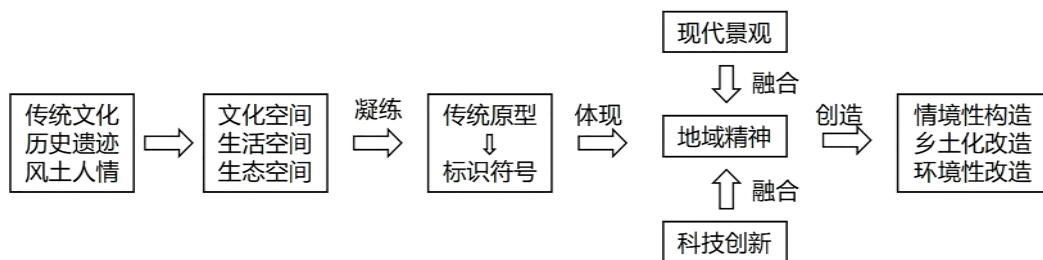 传统文化
历史遗迹
风土人情
文化空间
生活空间
生态空间
凝练
传统原型
⇓
标识符号
体现
现代景观
融合
地域精神
融合
科技创新
创造
情境性构造
乡土化改造
环境性改造